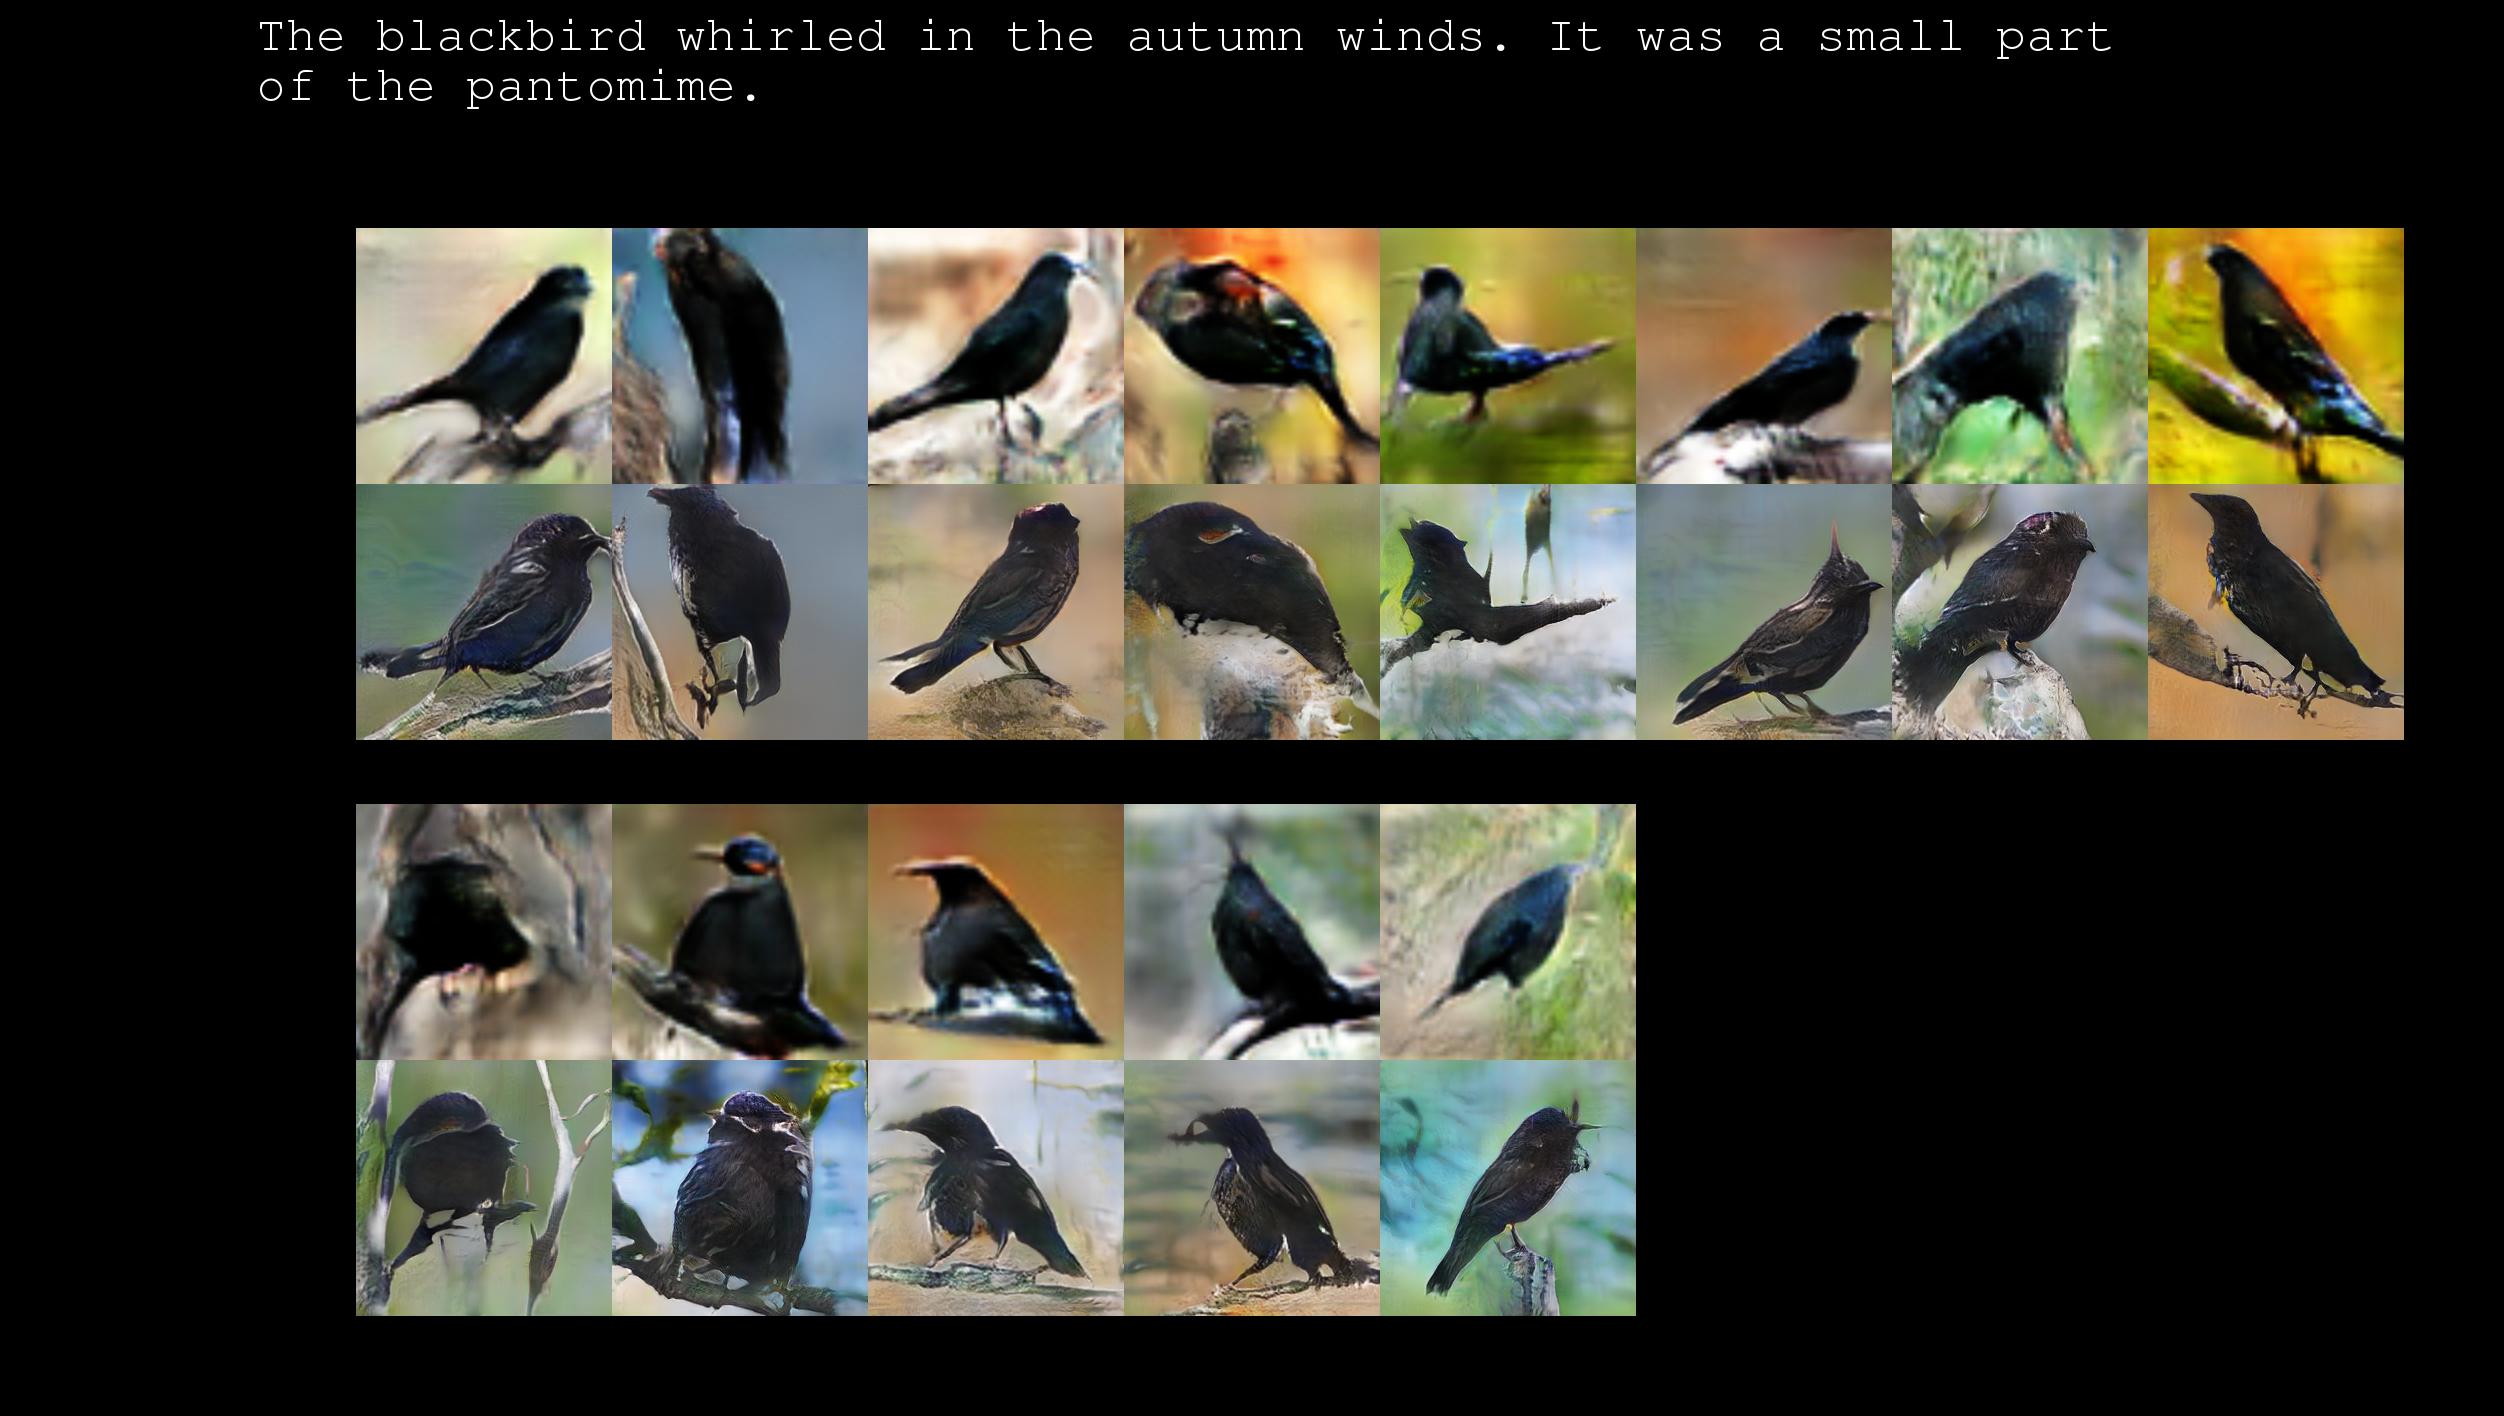 The blackbird whirled in the autumn winds. It was a small part
of the pantomime.